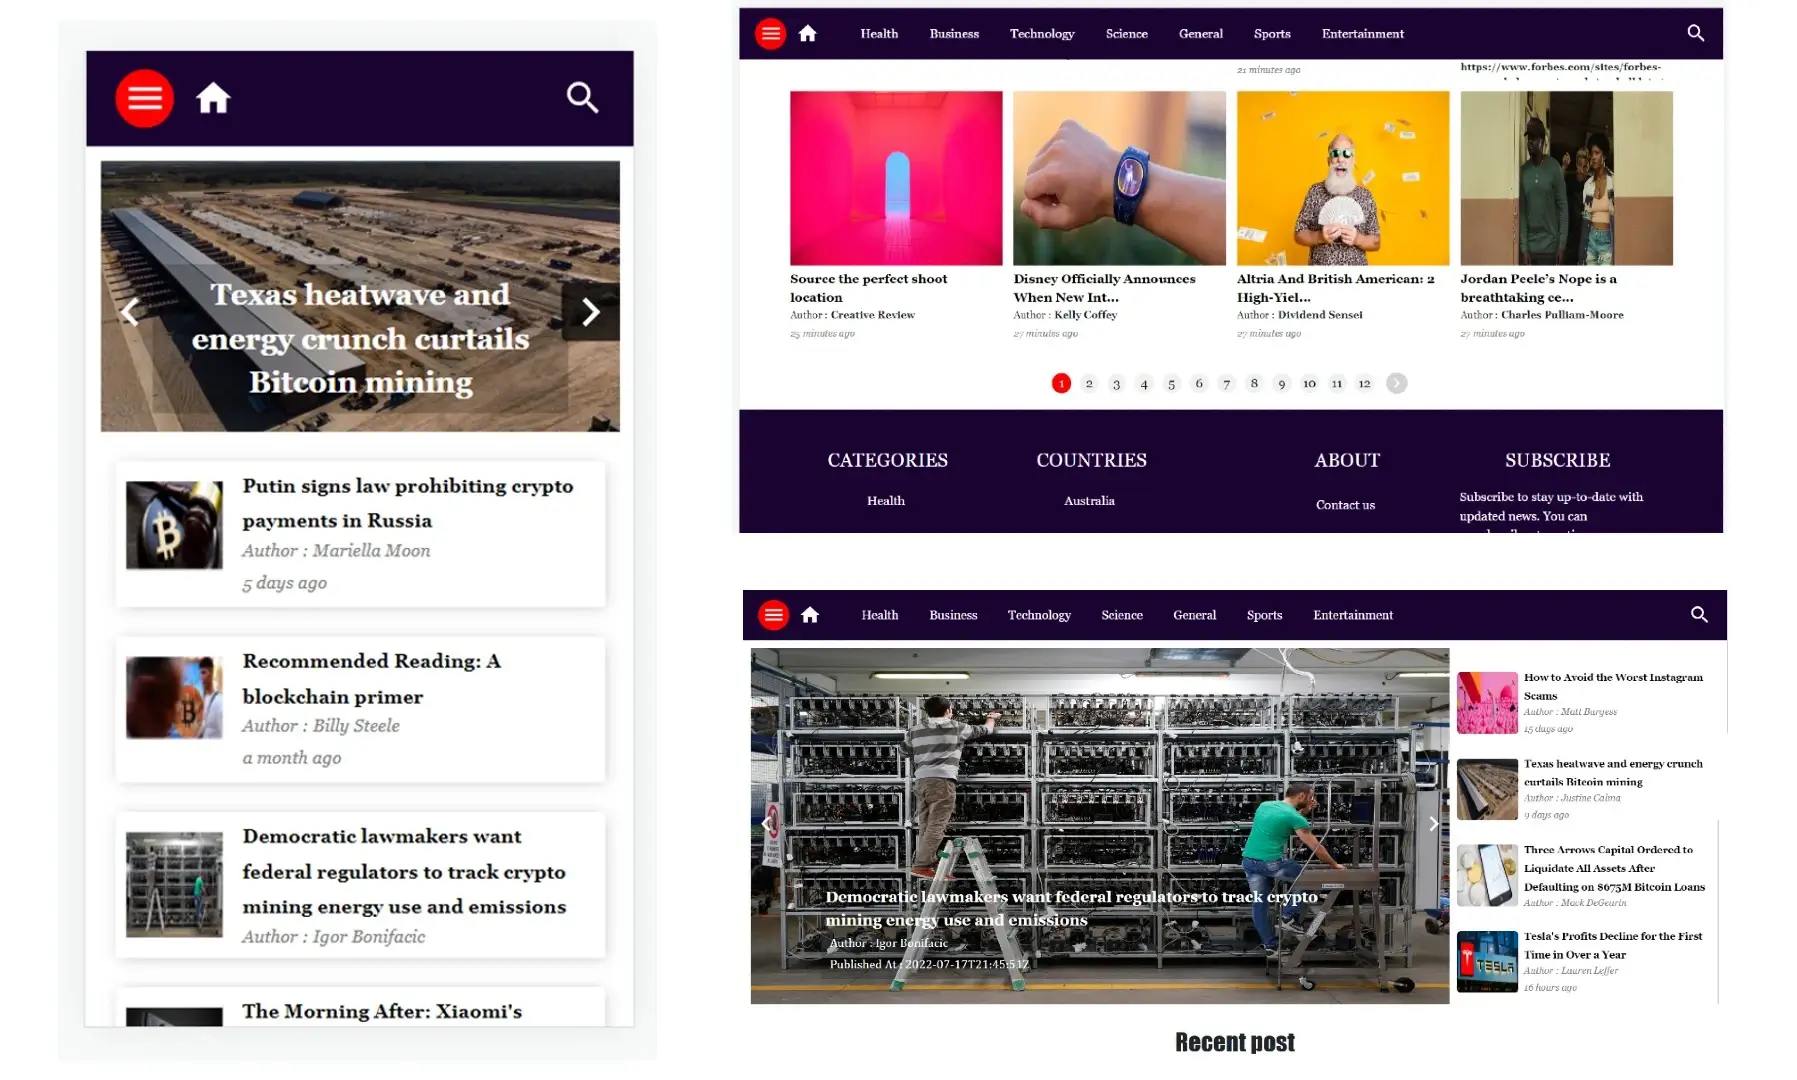 Texas heatwave and
energy crunch curtails
Bitcoin mining
Putin signs law prohibiting crypto
payments in Russia
Author : Mariella Moon
5 days ago
Recommended Reading: A
blockchain primer
Author : Billy Steele
a month ago
Democratic lawmakers want
federal regulators to track crypto
mining energy use and emissions
Author : Igor Bonifacic
The Morning After: Xiaomi's
Health Business Technology Science General Sports Entertainment
21 minutes ago
https://www.forbes.com/sites/forbes-
Source the perfect shoot
location
Author : Creative Review
25 minutes ago
Disney Officially Announces
When New Int...
Author : Kelly Coffey
27 minutes ago
Altria And British American: 2
High-Yiel...
Author : Dividend Sensei
27 minutes ago
Jordan Peele’s Nope is a
breathtaking ce...
Author : Charles Pulliam-Moore
27 minutes ago
1 2 3 4 5 6 7 8 9 10 11 12
CATEGORIES
Health
COUNTRIES
Australia
ABOUT
Contact us
SUBSCRIBE
Subscribe to stay up-to-date with
updated news. You can
Health Business Technology Science General Sports Entertainment
Democratic lawmakers want federal regulators to track crypto
mining energy use and emissions
Author : Igor Bonifacic
Published At : 2022-07-17T21:45:51Z
How to Avoid the Worst Instagram
Scams
Author : Matt Burgess
15 days ago
Texas heatwave and energy crunch
curtails Bitcoin mining
Author : Justine Calma
9 days ago
Three Arrows Capital Ordered to
Liquidate All Assets After
Defaulting on $675M Bitcoin Loans
Author : Mack DeGeurin
TESLA
Tesla's Profits Decline for the First
Time in Over a Year
Author : Lauren Leffer
16 hours ago
Recent post